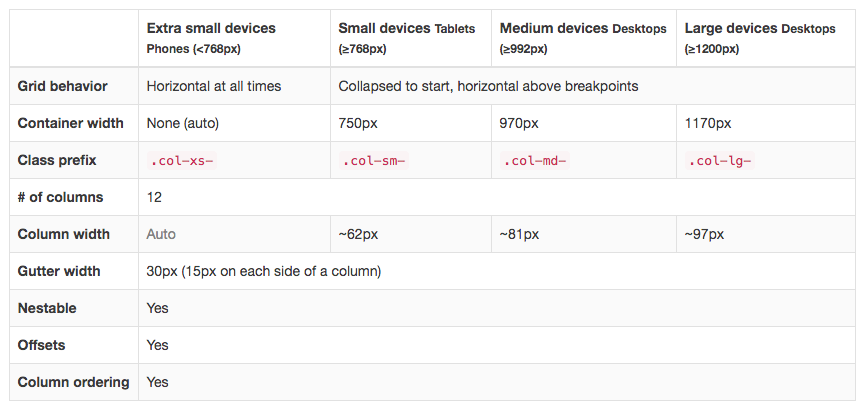 Extra small devices Small devices Tablets Medium devices Desktops Large devices Desktops
Phones (<768px) (≥768px) (≥992px) (≥1200px)
Grid behavior Horizontal at all times Collapsed to start, horizontal above breakpoints
Container width None (auto) 750px 970px 1170px
Class prefix .col-xs- .col-sm- .col-md- .col-lg-
# of columns 12
Column width Auto ~62px ~81px ~97px
Gutter width 30px (15px on each side of a column)
Nestable Yes
Offsets Yes
Column ordering Yes